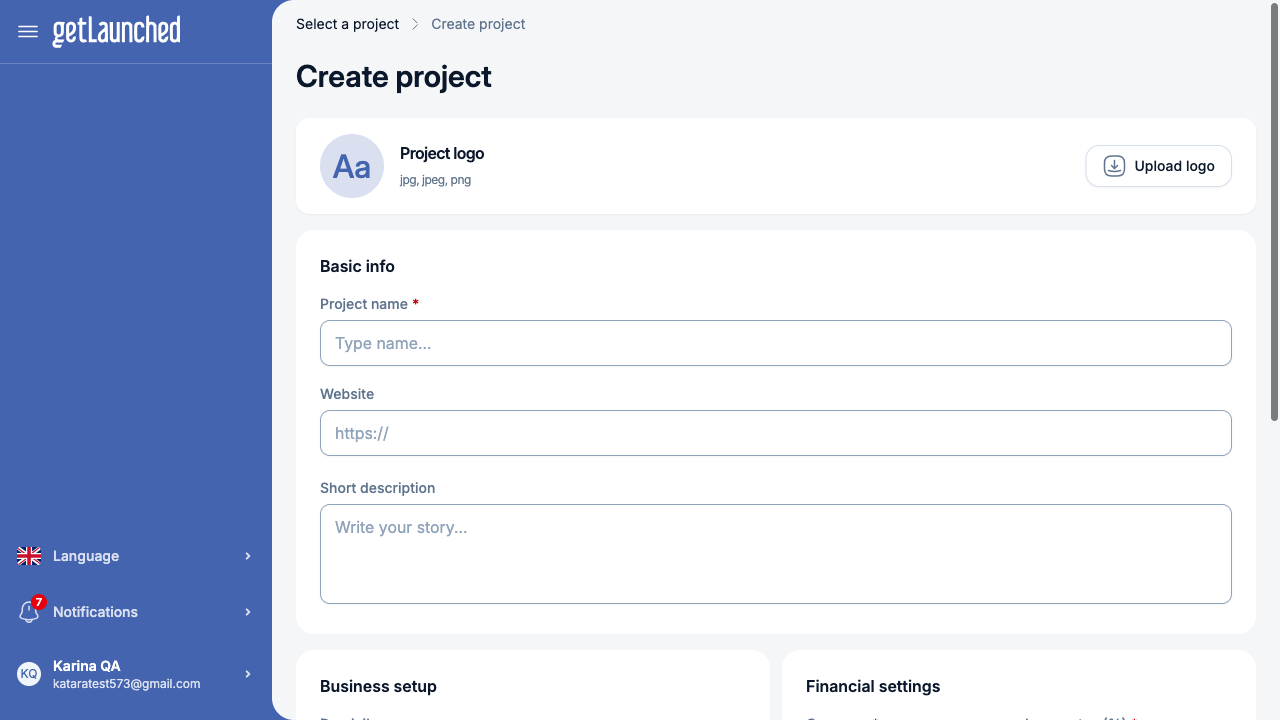 getLaunched
Select a project
Create project
Create project
Aa
Project logo
jpg, jpeg, png
Upload logo
Basic info
Project name *
Type name...
Website
https://
Short description
Write your story...
Language
7
Notifications
KQ
Karina QA
kataratest573@gmail.com
Business setup
Financial settings